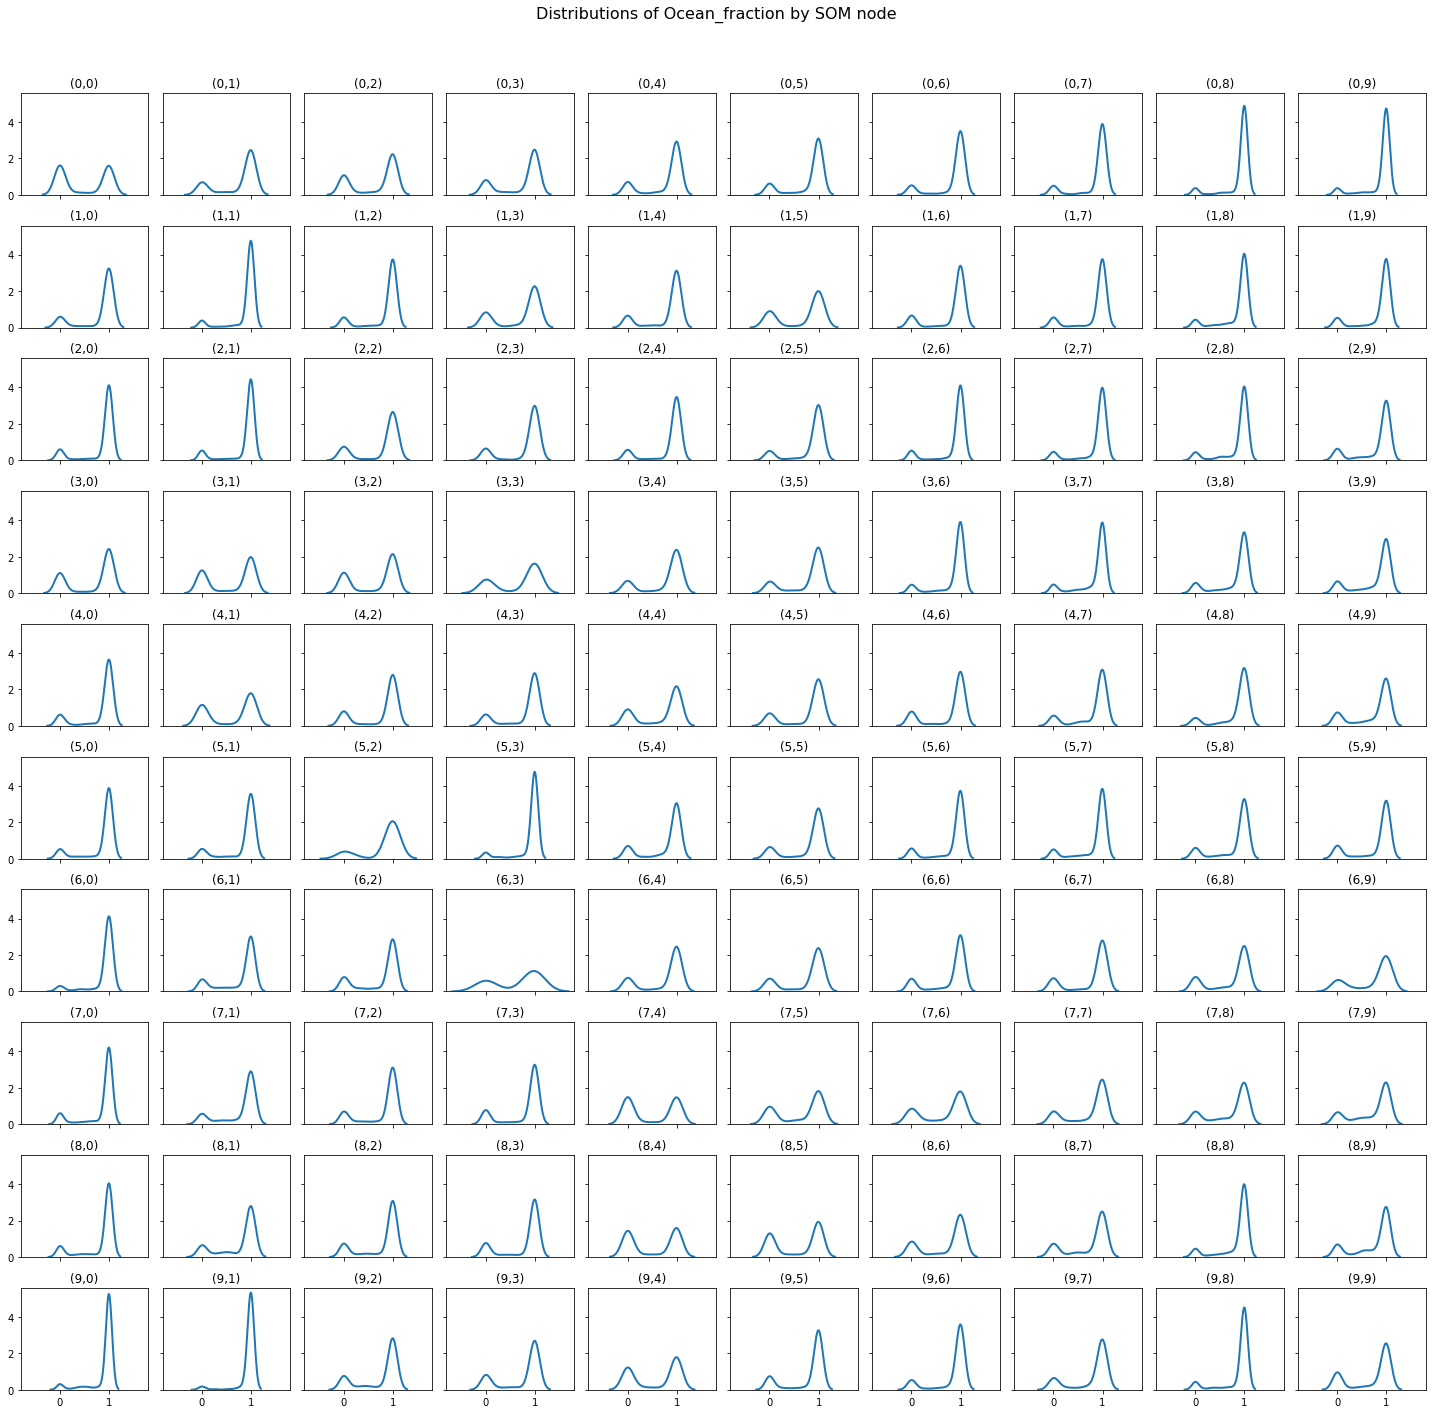 Distributions of Ocean_fraction by SOM node
(0,0) (0,1) (0,2) (0,3) (0,4) (0,5) (0,6) (0,7) (0,8) (0,9)
4
2
0
(1,0) (1,1) (1,2) (1,3) (1,4) (1,5) (1,6) (1,7) (1,8) (1,9)
4
2
0
(2,0) (2,1) (2,2) (2,3) (2,4) (2,5) (2,6) (2,7) (2,8) (2,9)
4
2
0
(3,0) (3,1) (3,2) (3,3) (3,4) (3,5) (3,6) (3,7) (3,8) (3,9)
4
2
0
(4,0) (4,1) (4,2) (4,3) (4,4) (4,5) (4,6) (4,7) (4,8) (4,9)
4
2
0
(5,0) (5,1) (5,2) (5,3) (5,4) (5,5) (5,6) (5,7) (5,8) (5,9)
4
2
0
(6,0) (6,1) (6,2) (6,3) (6,4) (6,5) (6,6) (6,7) (6,8) (6,9)
4
2
0
(7,0) (7,1) (7,2) (7,3) (7,4) (7,5) (7,6) (7,7) (7,8) (7,9)
4
2
0
(8,0) (8,1) (8,2) (8,3) (8,4) (8,5) (8,6) (8,7) (8,8) (8,9)
4
2
0
(9,0) (9,1) (9,2) (9,3) (9,4) (9,5) (9,6) (9,7) (9,8) (9,9)
4
2
0
0 1 0 1 0 1 0 1 0 1 0 1 0 1 0 1 0 1 0 1